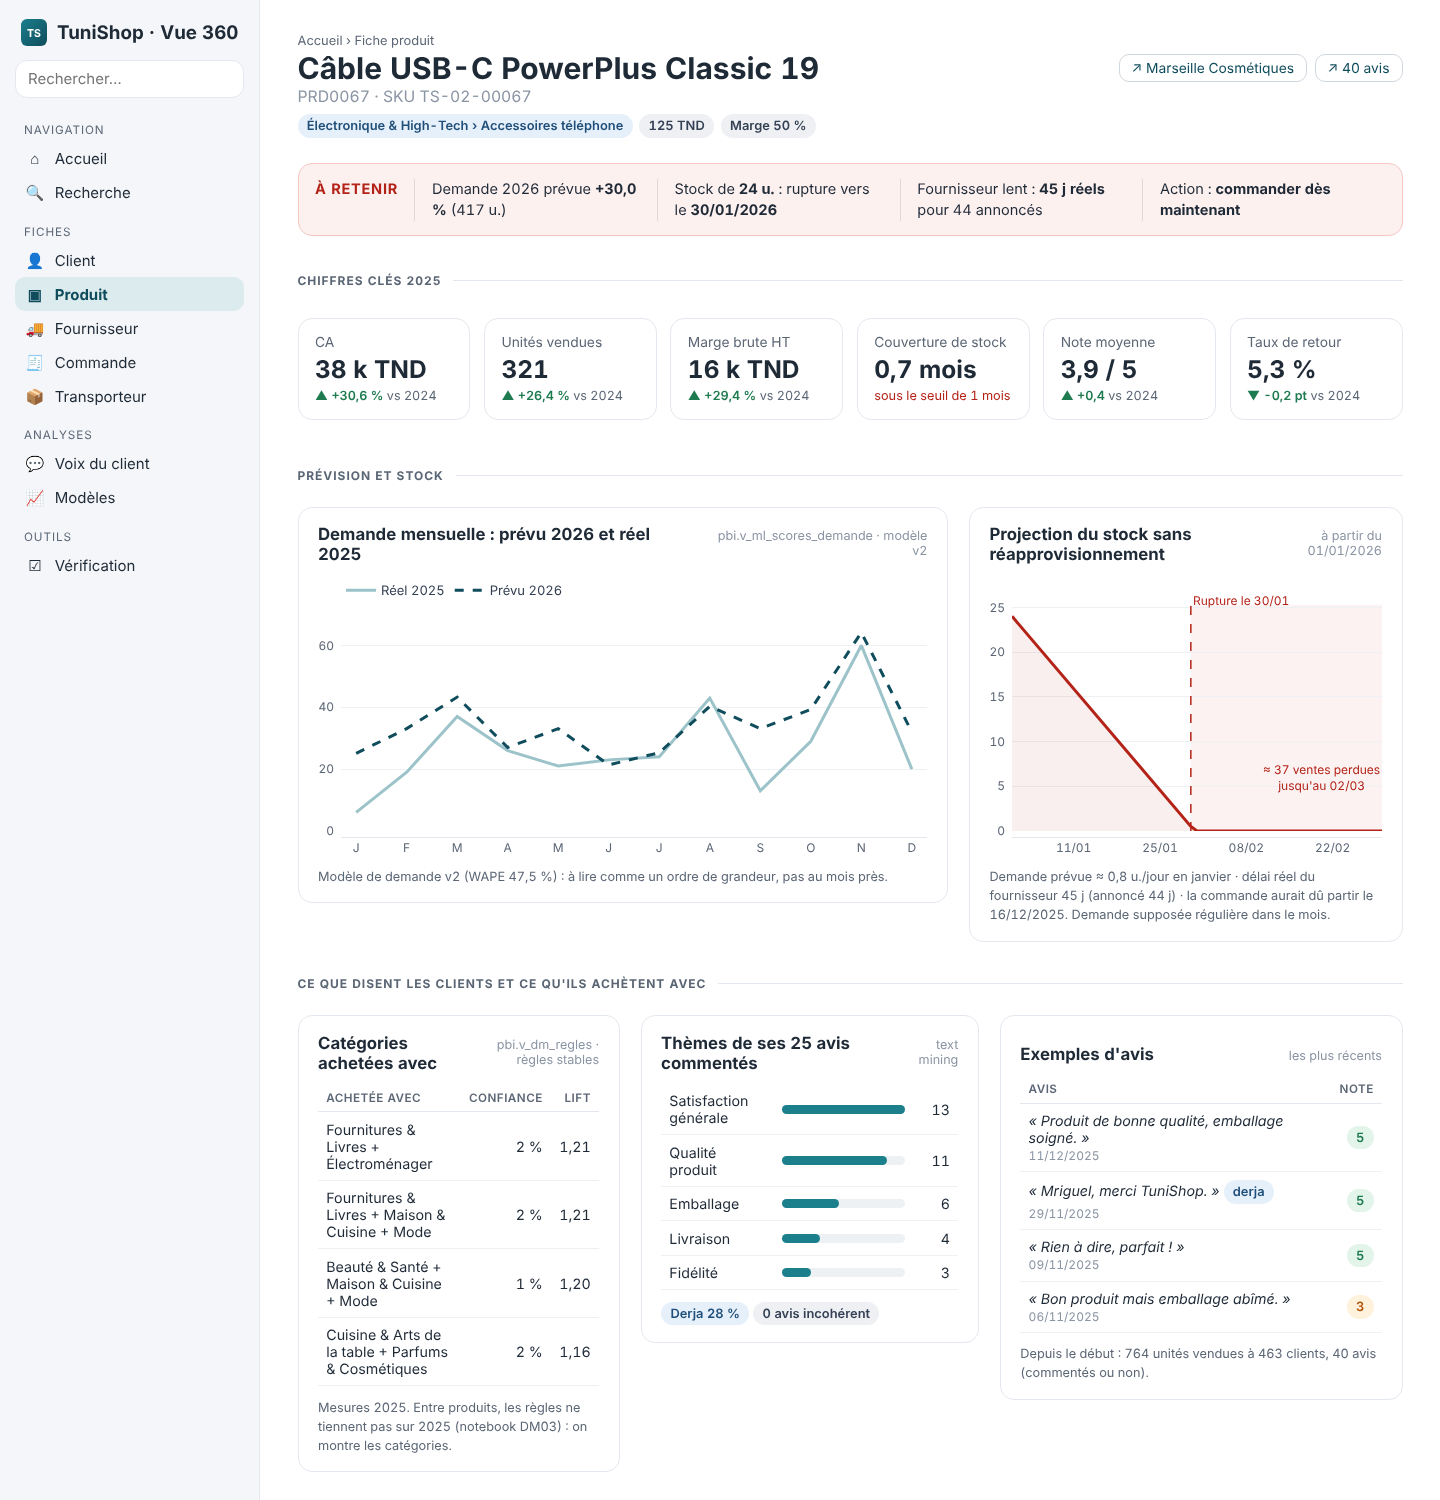 TS TuniShop · Vue 360
Rechercher...
NAVIGATION
Accueil
Recherche
FICHES
Client
Produit
Fournisseur
Commande
Transporteur
ANALYSES
Voix du client
Modèles
OUTILS
Vérification
Accueil › Fiche produit
Câble USB-C PowerPlus Classic 19
↗ Marseille Cosmétiques
↗ 40 avis
PRD0067 · SKU TS-02-00067
Électronique & High-Tech › Accessoires téléphone
125 TND
Marge 50 %
À RETENIR
Demande 2026 prévue +30,0
% (417 u.)
Stock de 24 u. : rupture vers
le 30/01/2026
Fournisseur lent : 45 j réels
pour 44 annoncés
Action : commander dès
maintenant
CHIFFRES CLÉS 2025
CA
38 k TND
▲ +30,6 % vs 2024
Unités vendues
321
▲ +26,4 % vs 2024
Marge brute HT
16 k TND
▲ +29,4 % vs 2024
Couverture de stock
0,7 mois
sous le seuil de 1 mois
Note moyenne
3,9 / 5
▲ +0,4 vs 2024
Taux de retour
5,3 %
▼ -0,2 pt vs 2024
PRÉVISION ET STOCK
Demande mensuelle : prévu 2026 et réel
2025
pbi.v_ml_scores_demande · modèle
v2
Réel 2025
Prévu 2026
60
40
20
0
J F M A M J J A S O N D
Modèle de demande v2 (WAPE 47,5 %) : à lire comme un ordre de grandeur, pas au mois près.
Projection du stock sans
réapprovisionnement
à partir du
01/01/2026
Rupture le 30/01
25
20
15
10
5
0
≈ 37 ventes perdues
jusqu'au 02/03
11/01 25/01 08/02 22/02
Demande prévue ≈ 0,8 u./jour en janvier · délai réel du
fournisseur 45 j (annoncé 44 j) · la commande aurait dû partir le
16/12/2025. Demande supposée régulière dans le mois.
CE QUE DISENT LES CLIENTS ET CE QU'ILS ACHÈTENT AVEC
Catégories
achetées avec
pbi.v_dm_regles ·
règles stables
ACHETÉE AVEC CONFIANCE LIFT
Fournitures &
Livres +
Électroménager
2 % 1,21
Fournitures &
Livres + Maison &
Cuisine + Mode
2 % 1,21
Beauté & Santé +
Maison & Cuisine
+ Mode
1 % 1,20
Cuisine & Arts de
la table + Parfums
& Cosmétiques
2 % 1,16
Mesures 2025. Entre produits, les règles ne
tiennent pas sur 2025 (notebook DM03) : on
montre les catégories.
Thèmes de ses 25 avis
commentés
text
mining
Satisfaction
générale
13
Qualité
produit
11
Emballage 6
Livraison 4
Fidélité 3
Derja 28 %
0 avis incohérent
Exemples d'avis
les plus récents
AVIS NOTE
« Produit de bonne qualité, emballage
soigné. »
11/12/2025
5
« Mriguel, merci TuniShop. » derja
29/11/2025
5
« Rien à dire, parfait ! »
09/11/2025
5
« Bon produit mais emballage abîmé. »
06/11/2025
3
Depuis le début : 764 unités vendues à 463 clients, 40 avis
(commentés ou non).